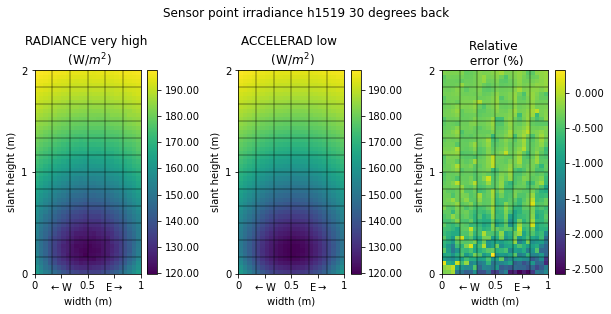 Sensor point irradiance h1519 30 degrees back
RADIANCE very high
(W/m²)
ACCELERAD low
(W/m²)
Relative
error (%)
2
1
0
slant height (m)
0
0.5
1
←W
E→
width (m)
190.00
180.00
170.00
160.00
150.00
140.00
130.00
120.00
2
1
0
slant height (m)
0
0.5
1
←W
E→
width (m)
190.00
180.00
170.00
160.00
150.00
140.00
130.00
120.00
2
1
0
slant height (m)
0
0.5
1
←W
E→
width (m)
0.000
-0.500
-1.000
-1.500
-2.000
-2.500